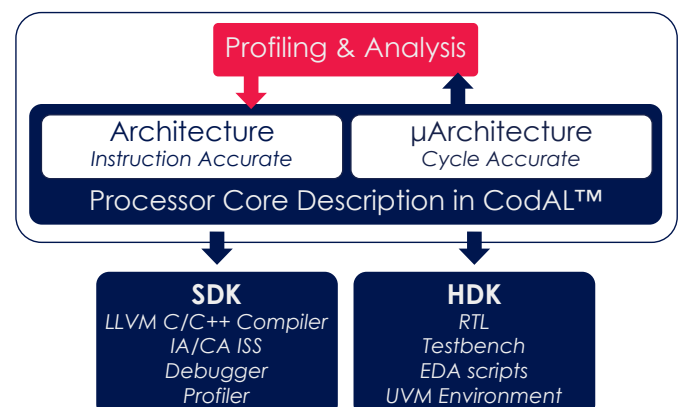 Profiling & Analysis
Architecture
Instruction Accurate
µArchitecture
Cycle Accurate
Processor Core Description in CodAL™
SDK
LLVM C/C++ Compiler
IA/CA ISS
Debugger
Profiler
HDK
RTL
Testbench
EDA scripts
UVM Environment